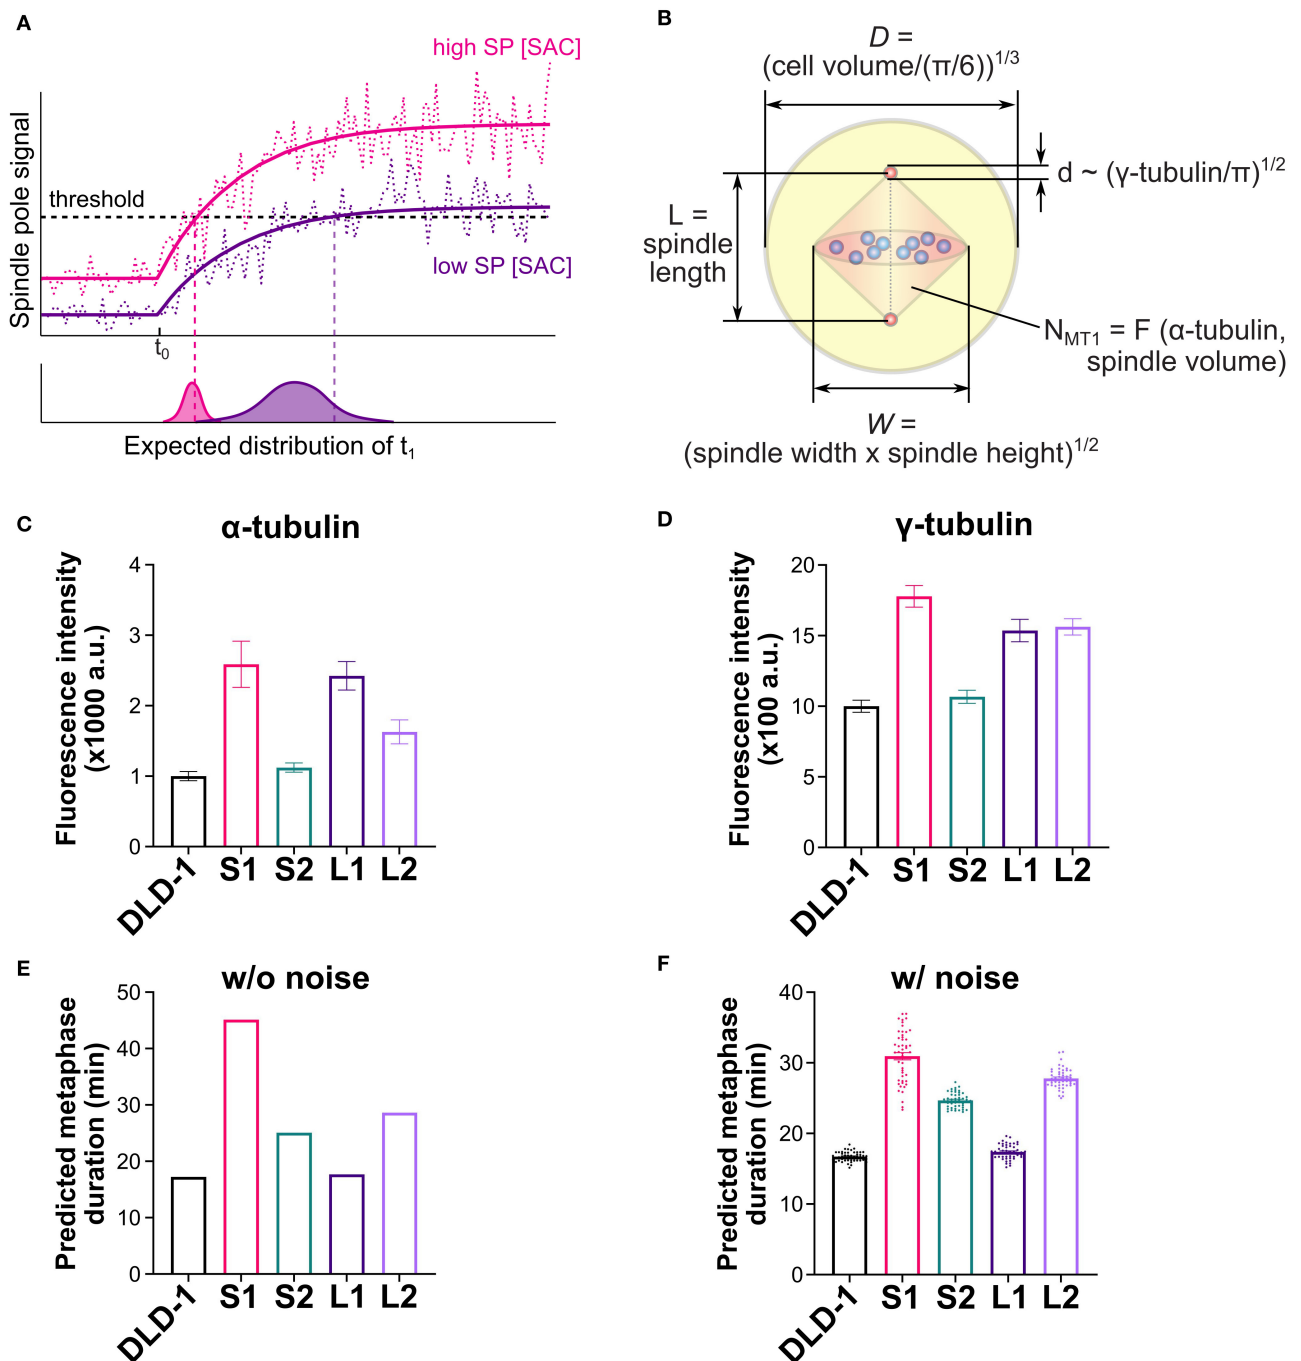 A
high SP [SAC]
Spindle pole signal
threshold
low SP [SAC]
t0
Expected distribution of t1
B
D =
(cell volume/(π/6))1/3
d ~ (γ-tubulin/π)1/2
L =
spindle
length
NMT1 = F (α-tubulin,
spindle volume)
W =
(spindle width x spindle height)1/2
C
α-tubulin
Fluorescence intensity
(x1000 a.u.)
4
3
2
1
0
DLD-1
S1
S2
L1
L2
D
γ-tubulin
Fluorescence intensity
(x100 a.u.)
20
15
10
5
0
DLD-1
S1
S2
L1
L2
E
w/o noise
Predicted metaphase
duration (min)
50
40
30
20
10
0
DLD-1
S1
S2
L1
L2
F
w/ noise
Predicted metaphase
duration (min)
40
30
20
10
0
DLD-1
S1
S2
L1
L2